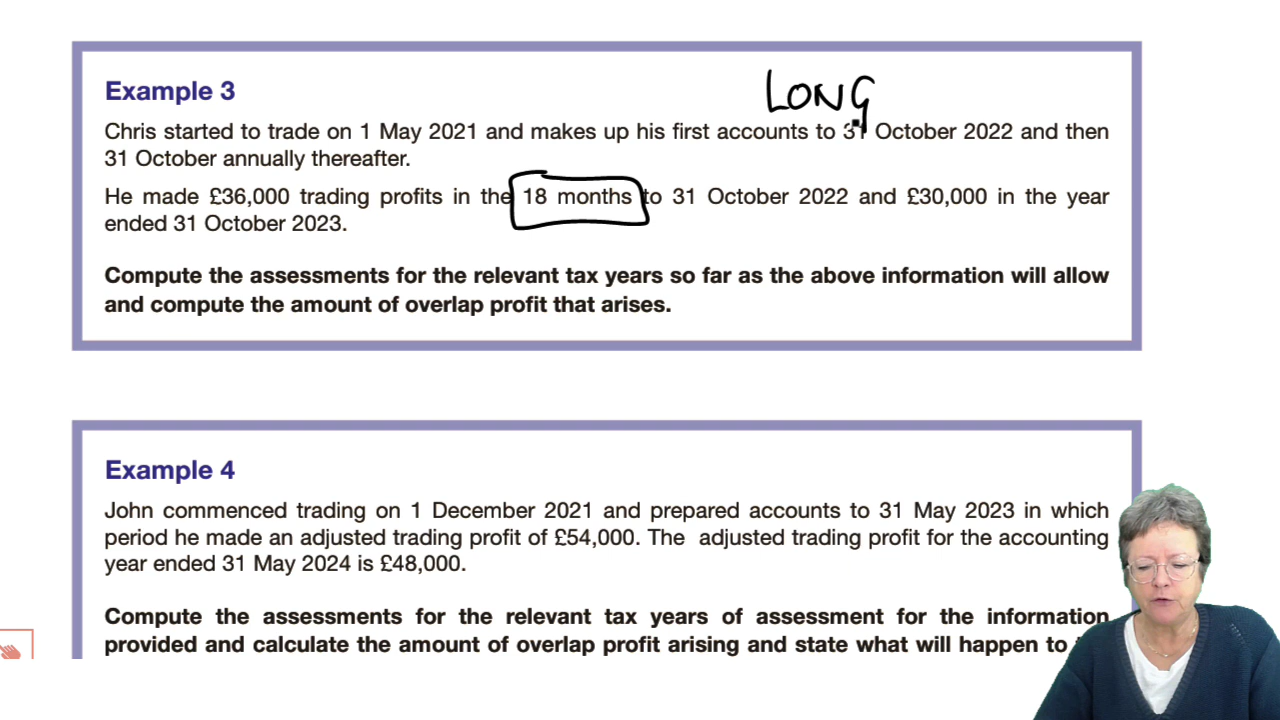 Example 3
LONG
Chris started to trade on 1 May 2021 and makes up his first accounts to 31 October 2022 and then
31 October annually thereafter.
He made £36,000 trading profits in the 18 months to 31 October 2022 and £30,000 in the year
ended 31 October 2023.
Compute the assessments for the relevant tax years so far as the above information will allow
and compute the amount of overlap profit that arises.
Example 4
John commenced trading on 1 December 2021 and prepared accounts to 31 May 2023 in which
period he made an adjusted trading profit of £54,000. The adjusted trading profit for the accounting
year ended 31 May 2024 is £48,000.
Compute the assessments for the relevant tax years of assessment for the information
provided and calculate the amount of overlap profit arising and state what will happen to